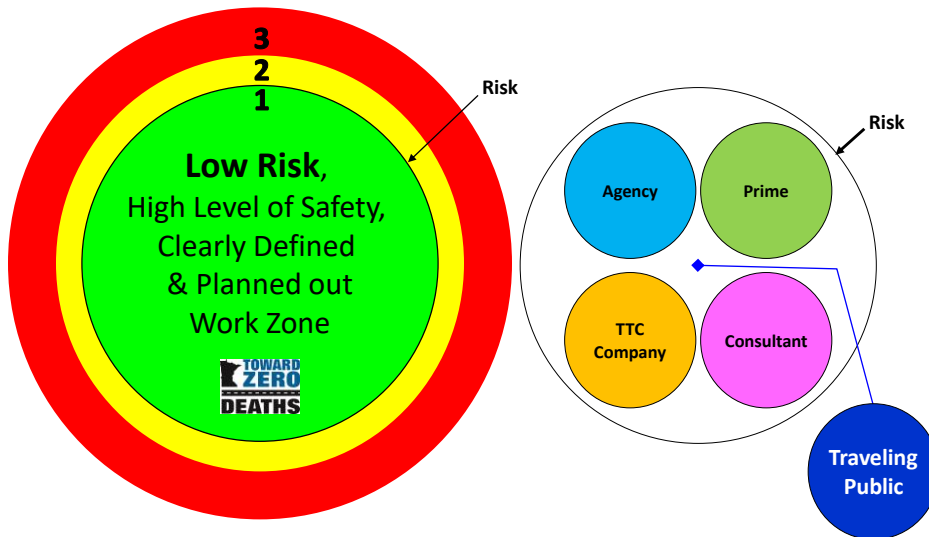 3
2
1
Risk
Low Risk,
High Level of Safety,
Clearly Defined
& Planned out
Work Zone
TOWARD
ZERO
DEATHS
Risk
Agency
Prime
TTC
Company
Consultant
Traveling
Public